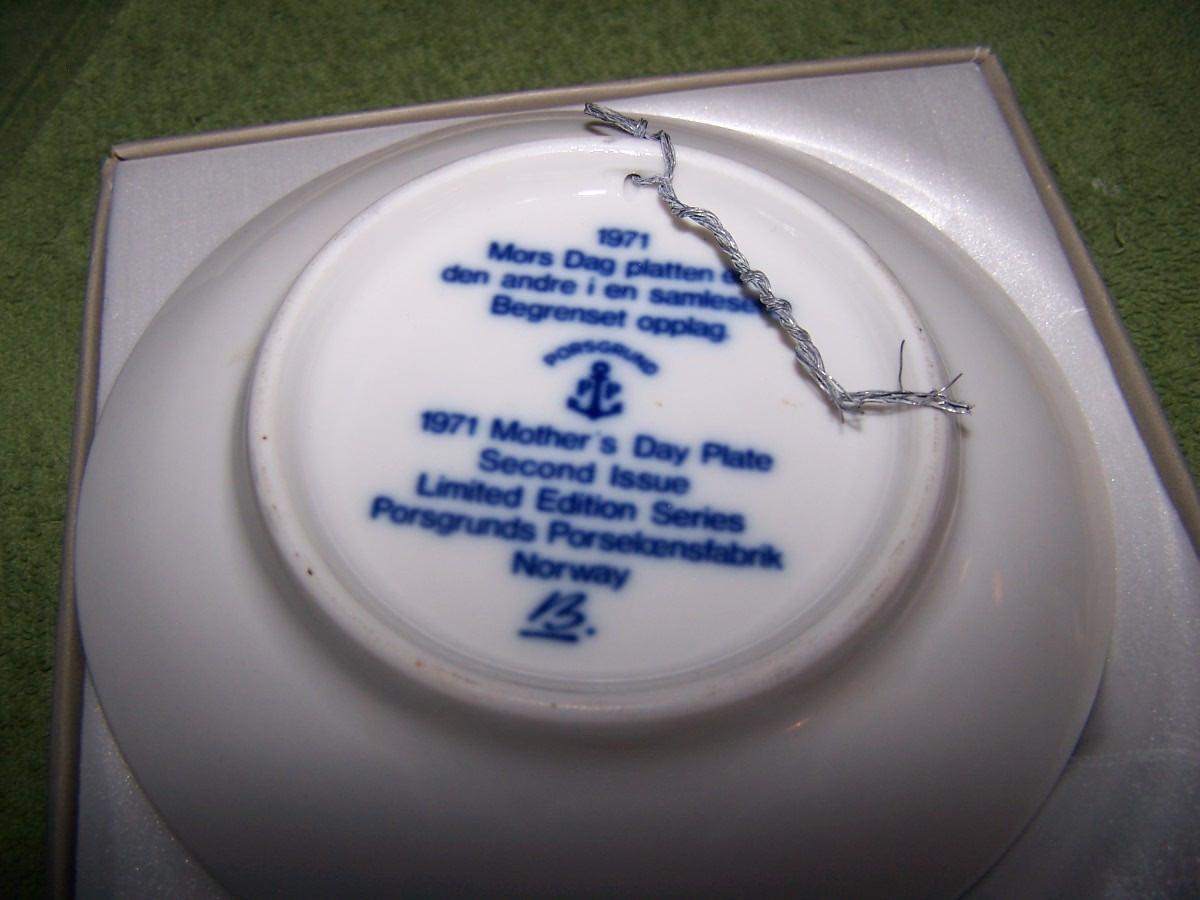 1971
Mors Dag platten
den andre i en
Begrenset opplag.
PORSGRUND
PP
1971 Mother's Day Plate
Second Issue
Limited Edition Series
Porsgrunds Porselænsfabrik
Norway
B.